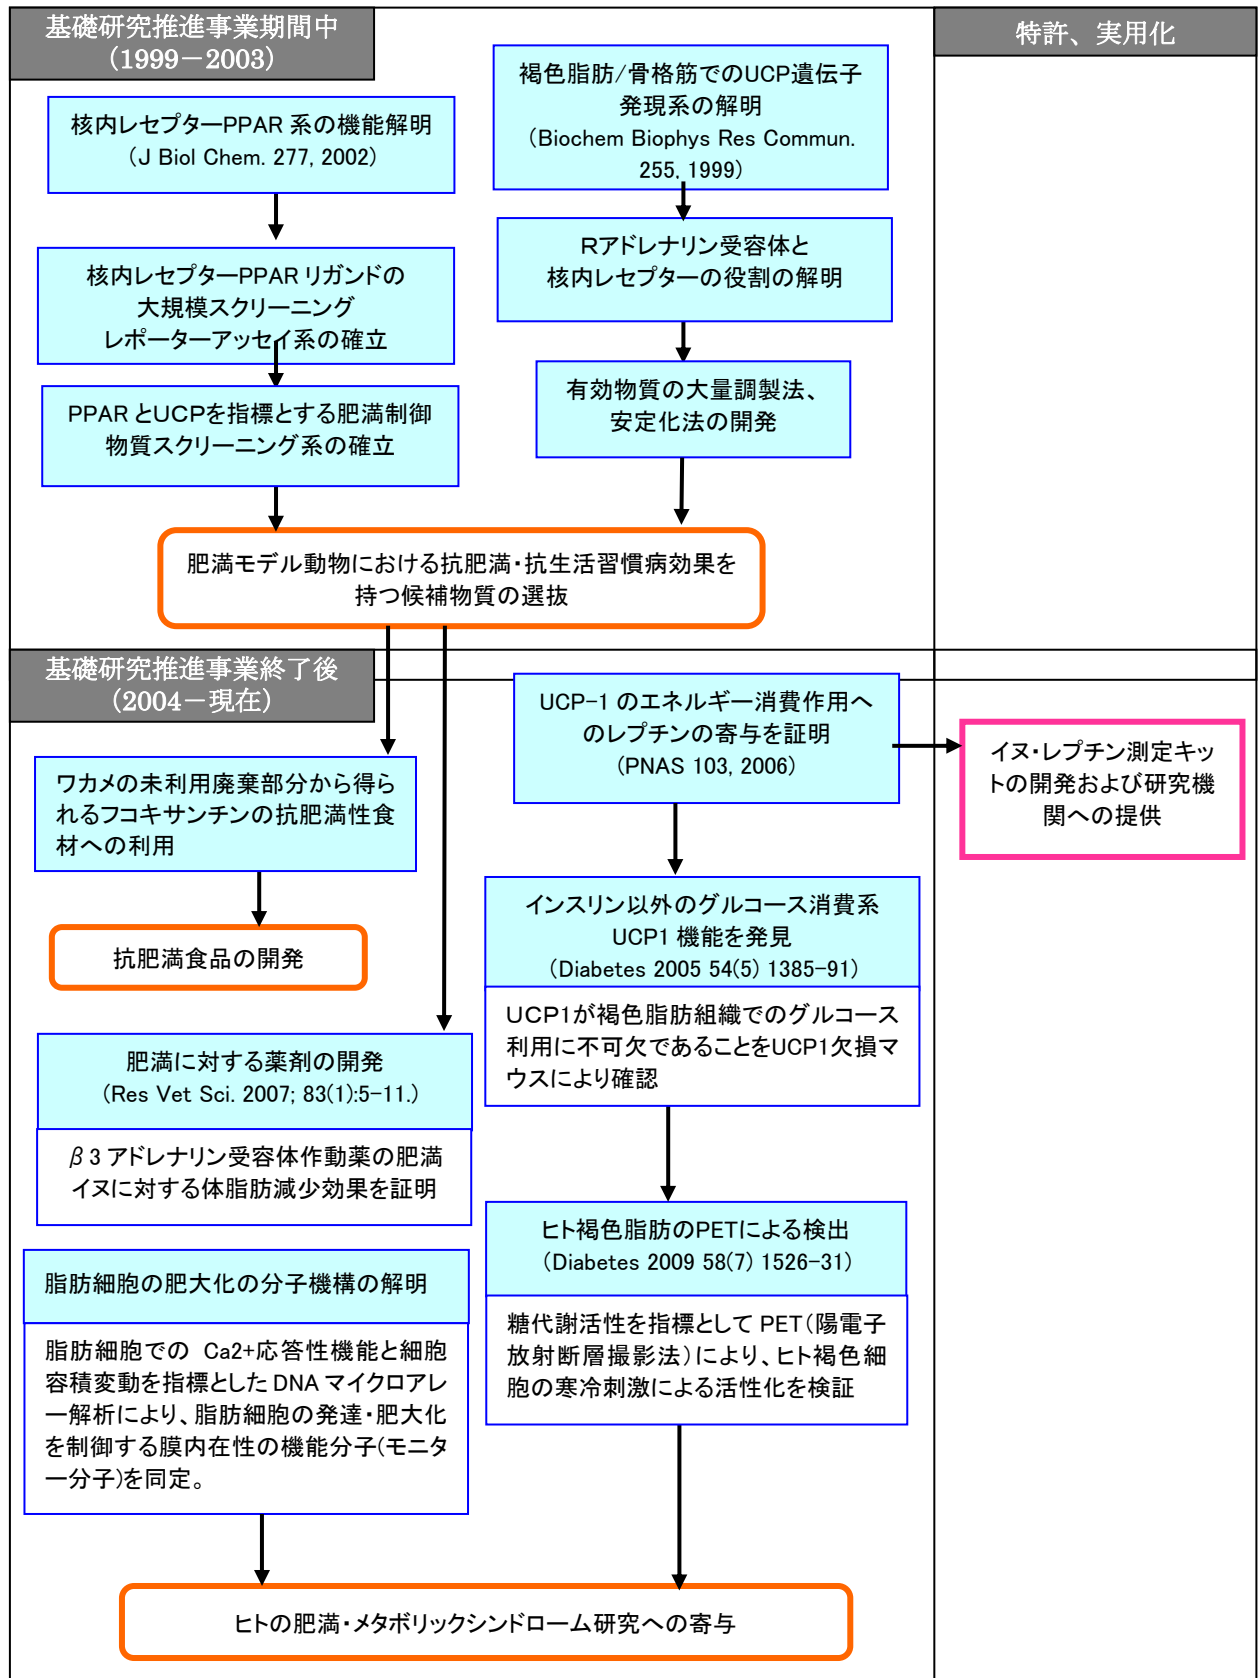 基礎研究推進事業期間中
（1999－2003）
特許、実用化
核内レセプターPPAR 系の機能解明
（J Biol Chem. 277, 2002）
褐色脂肪/骨格筋でのUCP遺伝子
発現系の解明
(Biochem Biophys Res Commun.
255, 1999)
核内レセプターPPAR リガンドの
大規模スクリーニング
レポーターアッセイ系の確立
Rアドレナリン受容体と
核内レセプターの役割の解明
PPAR とUCPを指標とする肥満制御
物質スクリーニング系の確立
有効物質の大量調製法、
安定化法の開発
肥満モデル動物における抗肥満・抗生活習慣病効果を
持つ候補物質の選抜
基礎研究推進事業終了後
（2004－現在）
UCP-1 のエネルギー消費作用へ
のレプチンの寄与を証明
(PNAS 103, 2006)
イヌ・レプチン測定キッ
トの開発および研究機
関への提供
ワカメの未利用廃棄部分から得ら
れるフコキサンチンの抗肥満性食
材への利用
抗肥満食品の開発
インスリン以外のグルコース消費系
UCP1 機能を発見
(Diabetes 2005 54(5) 1385-91)
UCP1が褐色脂肪組織でのグルコース
利用に不可欠であることをUCP1欠損マ
ウスにより確認
肥満に対する薬剤の開発
(Res Vet Sci. 2007; 83(1):5-11.)
β3 アドレナリン受容体作動薬の肥満
イヌに対する体脂肪減少効果を証明
ヒト褐色脂肪のPETによる検出
（Diabetes 2009 58(7) 1526-31）
糖代謝活性を指標として PET（陽電子
放射断層撮影法）により、ヒト褐色細
胞の寒冷刺激による活性化を検証
脂肪細胞の肥大化の分子機構の解明
脂肪細胞での Ca2+応答性機能と細胞
容積変動を指標とした DNA マイクロアレ
ー解析により、脂肪細胞の発達・肥大化
を制御する膜内在性の機能分子(モニタ
ー分子)を同定。
ヒトの肥満・メタボリックシンドローム研究への寄与